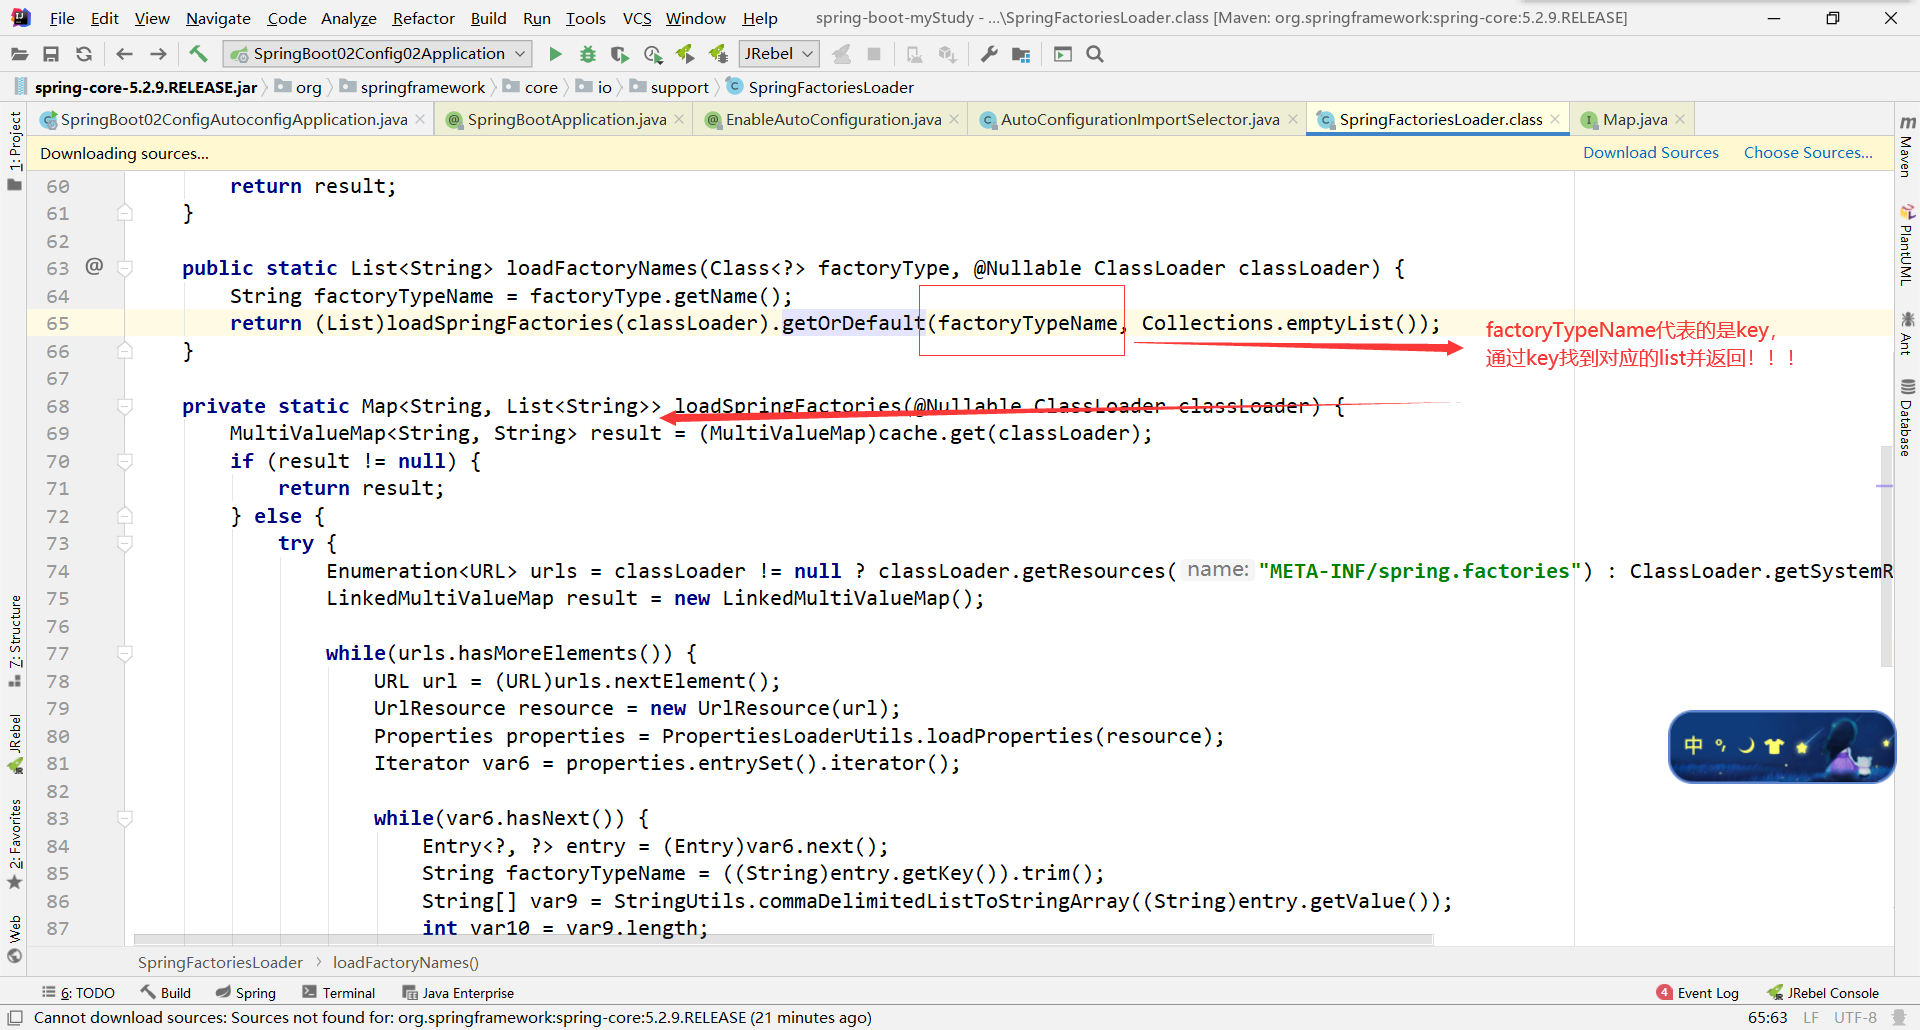 File Edit View Navigate Code Analyze Refactor Build Run Tools VCS Window Help spring-boot-myStudy - ...\SpringFactoriesLoader.class [Maven: org.springframework:spring-core:5.2.9.RELEASE]
SpringBoot02Config02Application JRebel
spring-core-5.2.9.RELEASE.jar org springframework core io support SpringFactoriesLoader
SpringBoot02ConfigAutoconfigApplication.java SpringBootApplication.java EnableAutoConfiguration.java AutoConfigurationImportSelector.java SpringFactoriesLoader.class Map.java
Downloading sources... Download Sources Choose Sources...
60 return result;
61 }
62
63 @ public static List<String> loadFactoryNames(Class<?> factoryType, @Nullable ClassLoader classLoader) {
64 String factoryTypeName = factoryType.getName();
65 return (List)loadSpringFactories(classLoader).getOrDefault(factoryTypeName, Collections.emptyList());
factoryTypeName代表的是key，
通过key找到对应的list并返回！！！
66 }
67
68 private static Map<String, List<String>> loadSpringFactories(@Nullable ClassLoader classLoader) {
69 MultiValueMap<String, String> result = (MultiValueMap)cache.get(classLoader);
70 if (result != null) {
71 return result;
72 } else {
73 try {
74 Enumeration<URL> urls = classLoader != null ? classLoader.getResources( name: "META-INF/spring.factories") : ClassLoader.getSystemR
75 LinkedMultiValueMap result = new LinkedMultiValueMap();
76
77 while(urls.hasMoreElements()) {
78 URL url = (URL)urls.nextElement();
79 UrlResource resource = new UrlResource(url);
80 Properties properties = PropertiesLoaderUtils.loadProperties(resource);
81 Iterator var6 = properties.entrySet().iterator();
82
83 while(var6.hasNext()) {
84 Entry<?, ?> entry = (Entry)var6.next();
85 String factoryTypeName = ((String)entry.getKey()).trim();
86 String[] var9 = StringUtils.commaDelimitedListToStringArray((String)entry.getValue());
87 int var10 = var9.length;
1: Project
7: Structure
JRebel
2: Favorites
Web
Maven
PlantUML
Ant
Database
中
SpringFactoriesLoader loadFactoryNames()
6: TODO Build Spring Terminal Java Enterprise 4 Event Log JRebel Console
Cannot download sources: Sources not found for: org.springframework:spring-core:5.2.9.RELEASE (21 minutes ago) 65:63 LF UTF-8